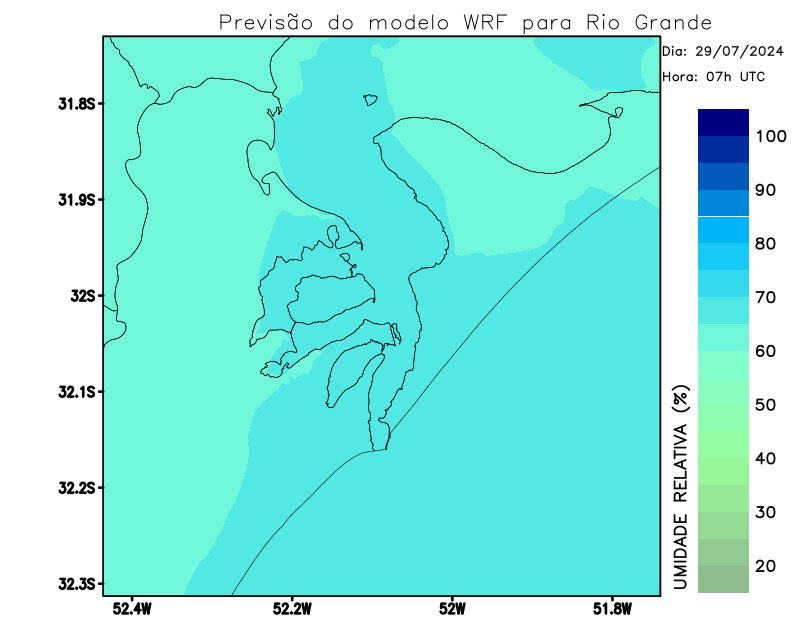 Previsão do modelo WRF para Rio Grande
Dia: 29/07/2024
Hora: 07h UTC
31.8S
31.9S
32S
32.1S
32.2S
32.3S
52.4W
52.2W
52W
51.8W
UMIDADE RELATIVA (%)
100
90
80
70
60
50
40
30
20